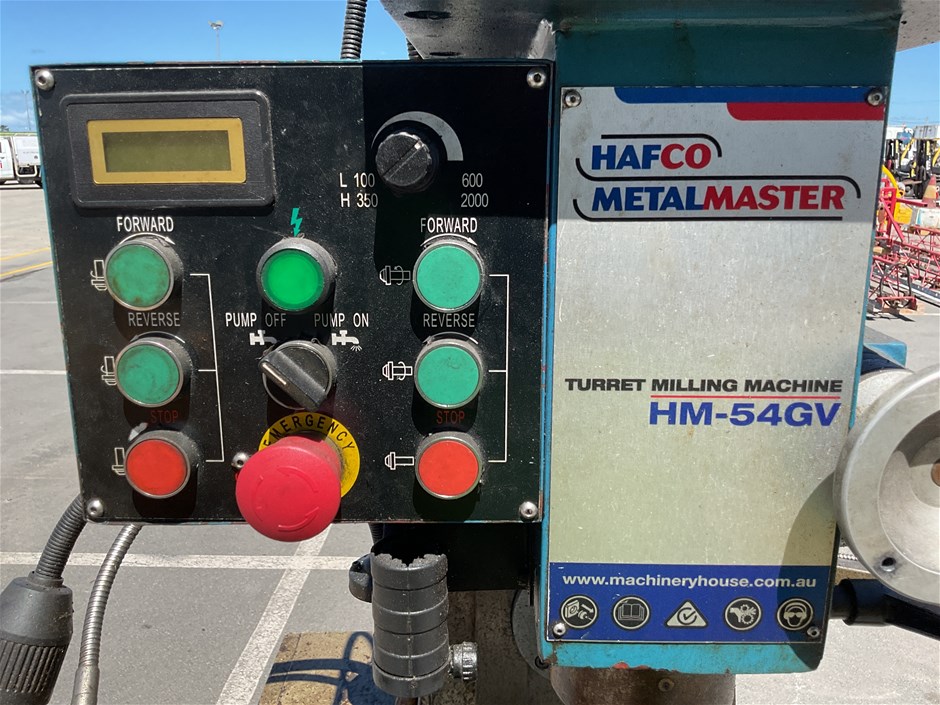 FORWARD
L 100 600
H 350 2000
FORWARD
REVERSE
PUMP OFF PUMP ON
REVERSE
STOP
STOP
EMERGENCY
HAFCO
METALMASTER
TURRET MILLING MACHINE
HM-54GV
www.machineryhouse.com.au